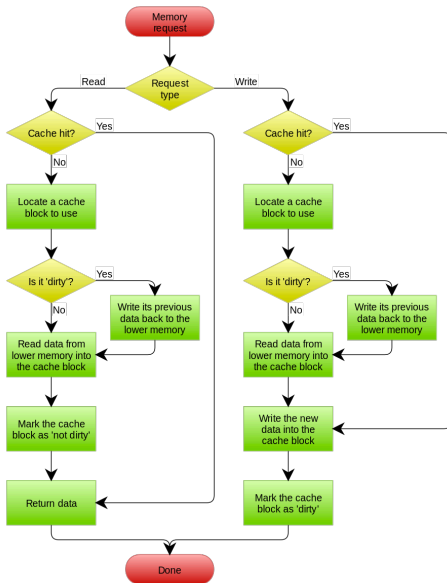 Memory
request
Request
type
Read
Write
Cache hit?
Yes
Cache hit?
Yes
No
No
Locate a cache
block to use
Locate a cache
block to use
Is it 'dirty'?
Yes
Is it 'dirty'?
Yes
No
No
Write its previous
data back to the
lower memory
Write its previous
data back to the
lower memory
Read data from
lower memory into
the cache block
Read data from
lower memory into
the cache block
Mark the cache
block as 'not dirty'
Write the new
data into the
cache block
Return data
Mark the cache
block as 'dirty'
Done